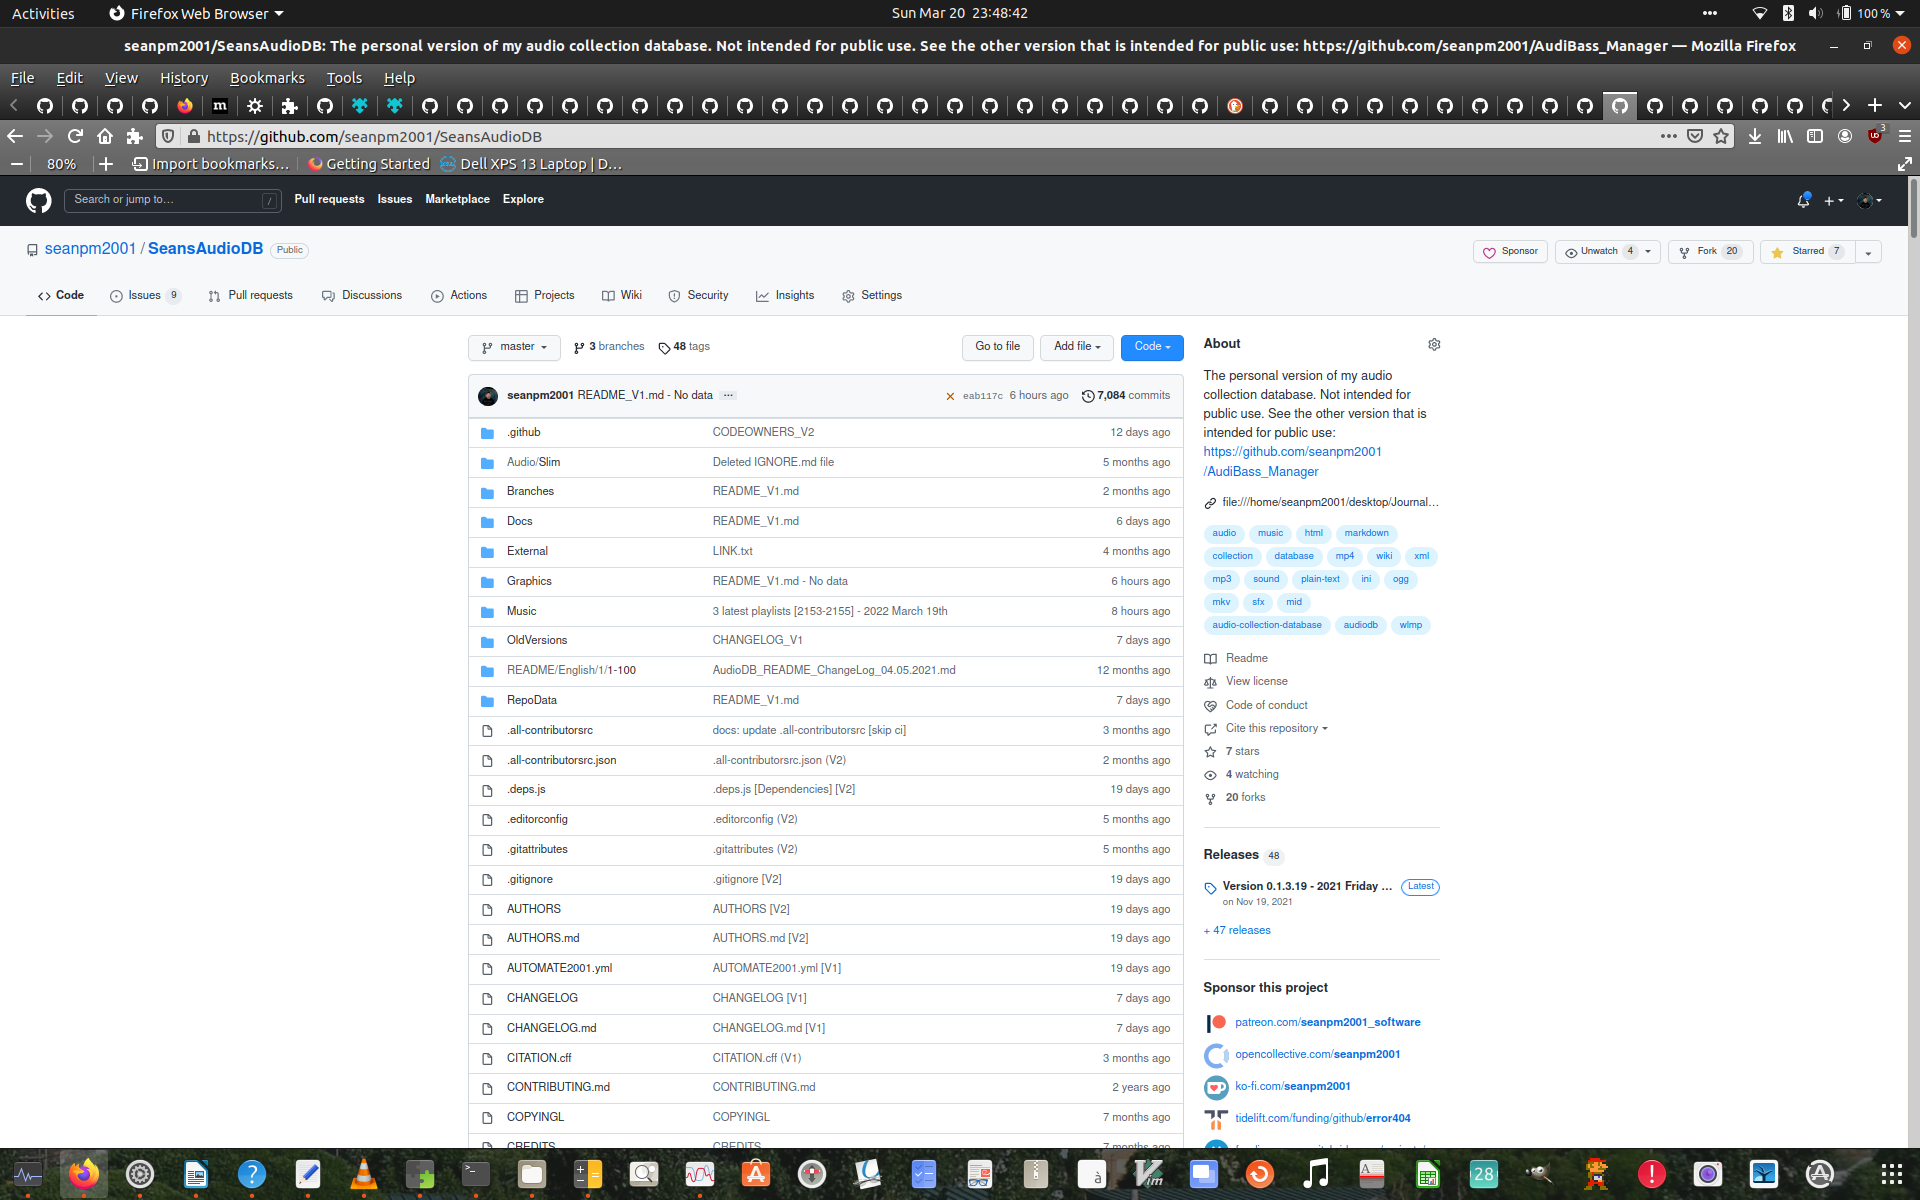 Activities
Firefox Web Browser
Sun Mar 20 23:48:42
100 %
seanpm2001/SeansAudioDB: The personal version of my audio collection database. Not intended for public use. See the other version that is intended for public use: https://github.com/seanpm2001/AudiBass_Manager — Mozilla Firefox
File Edit View History Bookmarks Tools Help
https://github.com/seanpm2001/SeansAudioDB
3
80%
Import bookmarks…
Getting Started
Dell XPS 13 Laptop | D…
Search or jump to…
/
Pull requests Issues Marketplace Explore
seanpm2001 / SeansAudioDB Public
Sponsor
Unwatch 4
Fork 20
Starred 7
Code
Issues 9
Pull requests
Discussions
Actions
Projects
Wiki
Security
Insights
Settings
master
3 branches
48 tags
Go to file
Add file
Code
seanpm2001 README_V1.md - No data ...
eab117c 6 hours ago
7,084 commits
.github CODEOWNERS_V2 12 days ago
Audio/Slim Deleted IGNORE.md file 5 months ago
Branches README_V1.md 2 months ago
Docs README_V1.md 6 days ago
External LINK.txt 4 months ago
Graphics README_V1.md - No data 6 hours ago
Music 3 latest playlists [2153-2155] - 2022 March 19th 8 hours ago
OldVersions CHANGELOG_V1 7 days ago
README/English/1/1-100 AudioDB_README_ChangeLog_04.05.2021.md 12 months ago
RepoData README_V1.md 7 days ago
.all-contributorsrc docs: update .all-contributorsrc [skip ci] 3 months ago
.all-contributorsrc.json .all-contributorsrc.json (V2) 2 months ago
.deps.js .deps.js [Dependencies] [V2] 19 days ago
.editorconfig .editorconfig (V2) 5 months ago
.gitattributes .gitattributes (V2) 5 months ago
.gitignore .gitignore [V2] 19 days ago
AUTHORS AUTHORS [V2] 19 days ago
AUTHORS.md AUTHORS.md [V2] 19 days ago
AUTOMATE2001.yml AUTOMATE2001.yml [V1] 19 days ago
CHANGELOG CHANGELOG [V1] 7 days ago
CHANGELOG.md CHANGELOG.md [V1] 7 days ago
CITATION.cff CITATION.cff (V1) 3 months ago
CONTRIBUTING.md CONTRIBUTING.md 2 years ago
COPYINGL COPYINGL 7 months ago
CREDITS CREDITS 7 months ago
About
The personal version of my audio
collection database. Not intended for
public use. See the other version that is
intended for public use:
https://github.com/seanpm2001
/AudiBass_Manager
file:///home/seanpm2001/desktop/Journal…
audio music html markdown
collection database mp4 wiki xml
mp3 sound plain-text ini ogg
mkv sfx mid
audio-collection-database audiodb wlmp
Readme
View license
Code of conduct
Cite this repository
7 stars
4 watching
20 forks
Releases 48
Version 0.1.3.19 - 2021 Friday ... Latest
on Nov 19, 2021
+ 47 releases
Sponsor this project
patreon.com/seanpm2001_software
opencollective.com/seanpm2001
ko-fi.com/seanpm2001
tidelift.com/funding/github/error404
28